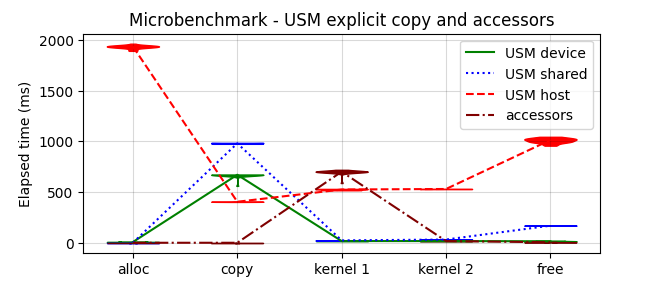 Microbenchmark - USM explicit copy and accessors
Elapsed time (ms)
2000
1500
1000
500
0
USM device
USM shared
USM host
accessors
alloc copy kernel 1 kernel 2 free